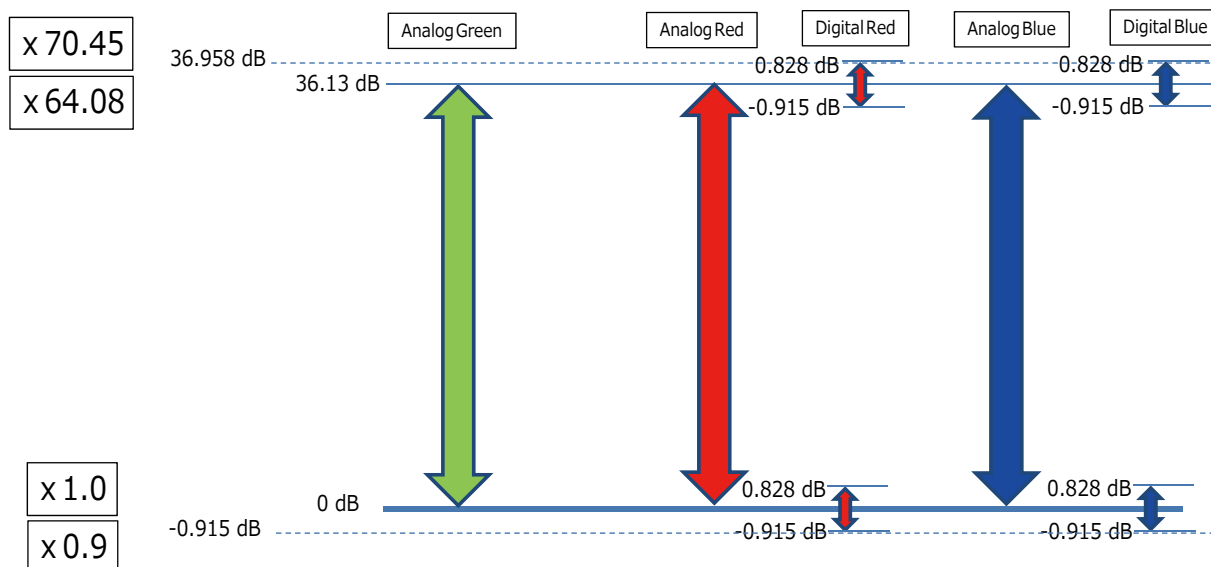 Analog Green
Analog Red
Digital Red
Analog Blue
Digital Blue
x 70.45
36.958 dB
0.828 dB
0.828 dB
x 64.08
36.13 dB
-0.915 dB
-0.915 dB
x 1.0
0 dB
0.828 dB
0.828 dB
x 0.9
-0.915 dB
-0.915 dB
-0.915 dB